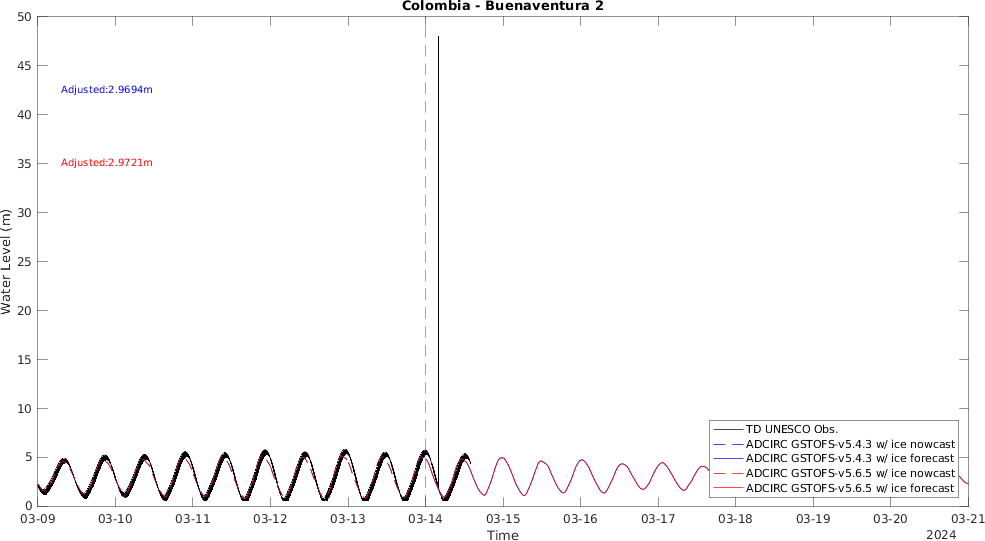 Colombia - Buenaventura 2
50
45
40
35
30
25
20
15
10
5
0
Water Level (m)
Adjusted:2.9694m
Adjusted:2.9721m
TD UNESCO Obs.
ADCIRC GSTOFS-v5.4.3 w/ ice nowcast
ADCIRC GSTOFS-v5.4.3 w/ ice forecast
ADCIRC GSTOFS-v5.6.5 w/ ice nowcast
ADCIRC GSTOFS-v5.6.5 w/ ice forecast
03-09 03-10 03-11 03-12 03-13 03-14 03-15 03-16 03-17 03-18 03-19 03-20 03-21
Time
2024